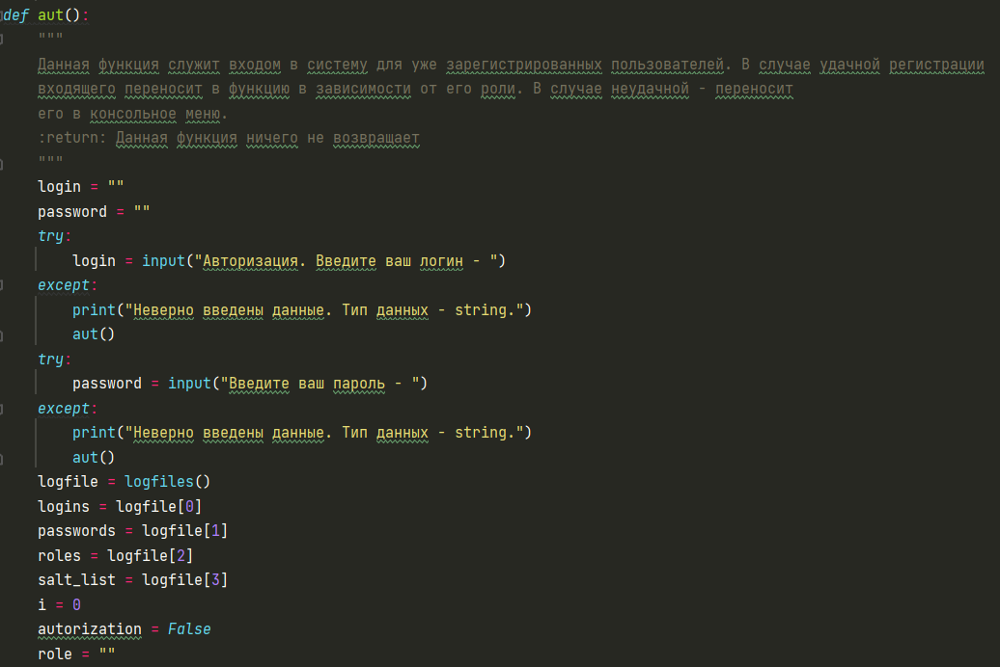 def aut():
"""
Данная функция служит входом в систему для уже зарегистрированных пользователей. В случае удачной регистрации
входящего переносит в функцию в зависимости от его роли. В случае неудачной - переносит
его в консольное меню.
:return: Данная функция ничего не возвращает
"""
login = ""
password = ""
try:
login = input("Авторизация. Введите ваш логин - ")
except:
print("Неверно введены данные. Тип данных - string.")
aut()
try:
password = input("Введите ваш пароль - ")
except:
print("Неверно введены данные. Тип данных - string.")
aut()
logfile = logfiles()
logins = logfile[0]
passwords = logfile[1]
roles = logfile[2]
salt_list = logfile[3]
i = 0
autorization = False
role = ""